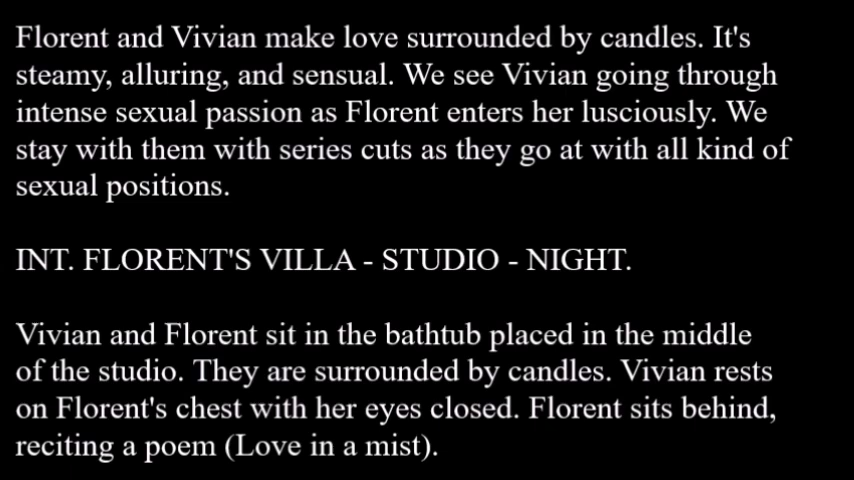 Florent and Vivian make love surrounded by candles. It's
steamy, alluring, and sensual. We see Vivian going through
intense sexual passion as Florent enters her lusciously. We
stay with them with series cuts as they go at with all kind of
sexual positions.
INT. FLORENT'S VILLA - STUDIO - NIGHT.
Vivian and Florent sit in the bathtub placed in the middle
of the studio. They are surrounded by candles. Vivian rests
on Florent's chest with her eyes closed. Florent sits behind,
reciting a poem (Love in a mist).